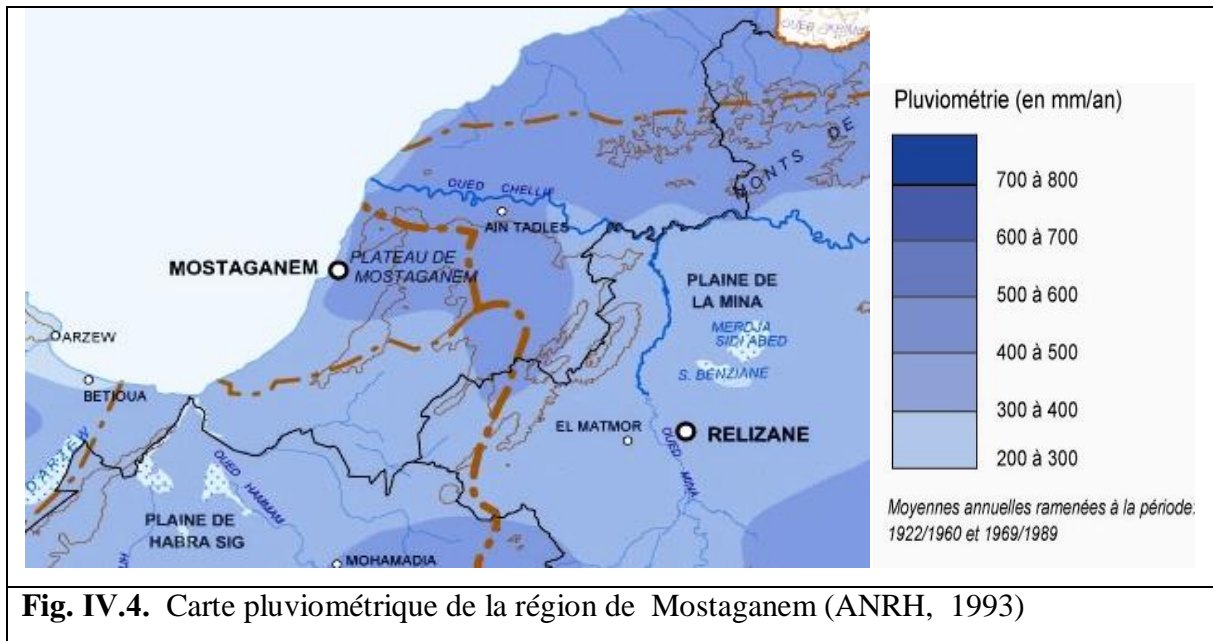 OUED CHELLIF
AIN TADLES
MONTS DE
MOSTAGANEM
PLATEAU DE
MOSTAGANEM
PLAINE DE
LA MINA
MERDJA
SIDI ABED
S. BENZIANE
ARZEW
BETIOUA
EL MATMOR
RELIZANE
OUED MINA
D'ARZEW
OUED HAMMAM
PLAINE DE
HABRA SIG
MOHAMADIA
Pluviométrie (en mm/an)
700 à 800
600 à 700
500 à 600
400 à 500
300 à 400
200 à 300
Moyennes annuelles ramenées à la période:
1922/1960 et 1969/1989
Fig. IV.4. Carte pluviométrique de la région de Mostaganem (ANRH, 1993)